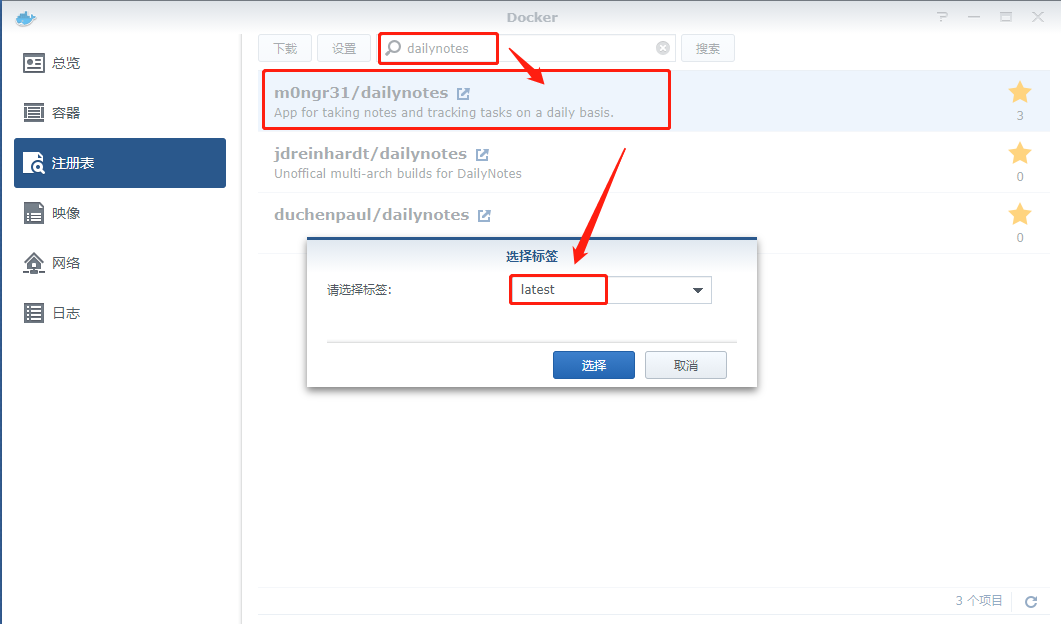 Docker
总览
容器
注册表
映像
网络
日志
下载
设置
dailynotes
搜索
m0ngr31/dailynotes
App for taking notes and tracking tasks on a daily basis.
3
jdreinhardt/dailynotes
Unoffical multi-arch builds for DailyNotes
0
duchenpaul/dailynotes
0
选择标签
请选择标签:
latest
选择
取消
3 个项目